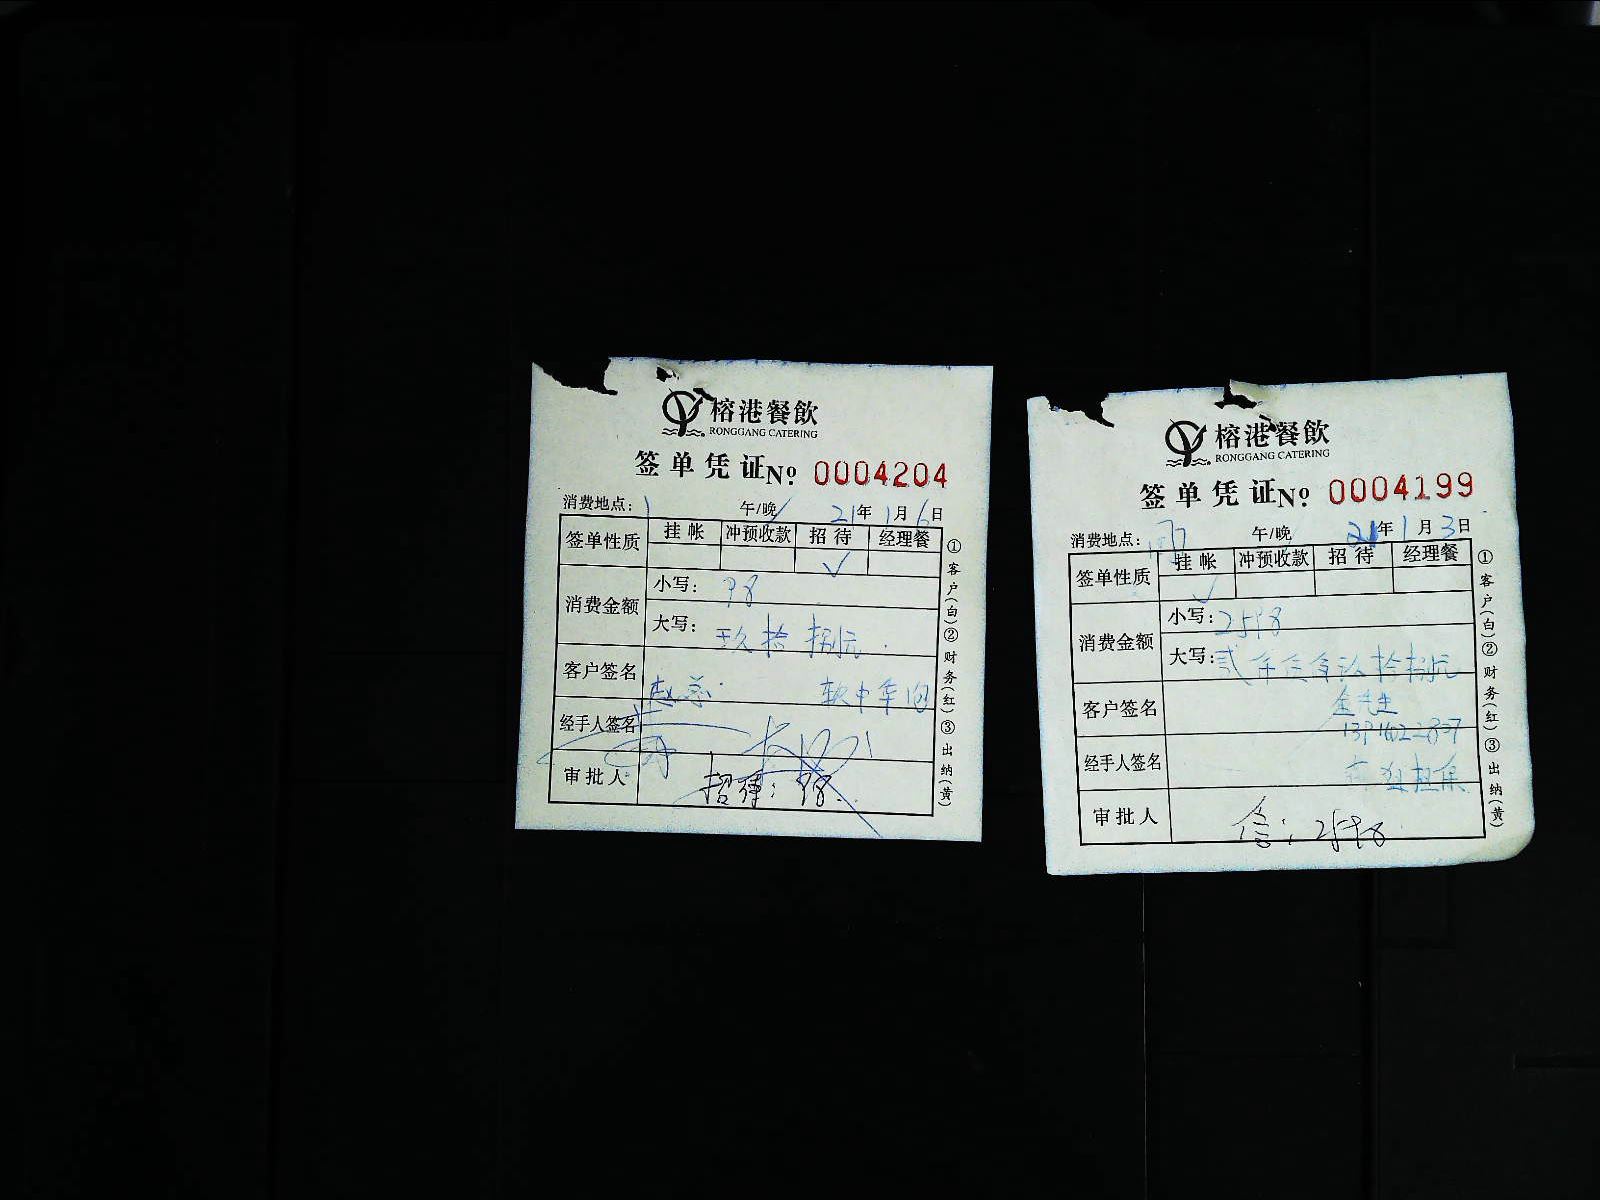 榕港餐飲
RONGGANG CATERING
签单凭证No 0004204
消费地点: 午/晚 21年1月6日
签单性质 挂帐 冲预收款 招待 经理餐
✓
消费金额 小写: 98
大写: 玖拾捌元
客户签名 赵总
经手人签名
审批人 招待: 98
①客户(白)②财务(红)③出纳(黄)
榕港餐飲
RONGGANG CATERING
签单凭证No 0004199
消费地点: 午/晚 21年1月3日
签单性质 挂帐 冲预收款 招待 经理餐
✓
消费金额 小写: 2598
大写: 贰仟伍佰玖拾捌元
客户签名 金先生
经手人签名 担保
审批人 2598
①客户(白)②财务(红)③出纳(黄)